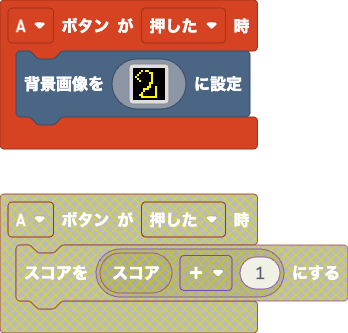 A ボタン が 押した 時
背景画像を 2 に設定
A ボタン が 押した 時
スコアを スコア + 1 にする